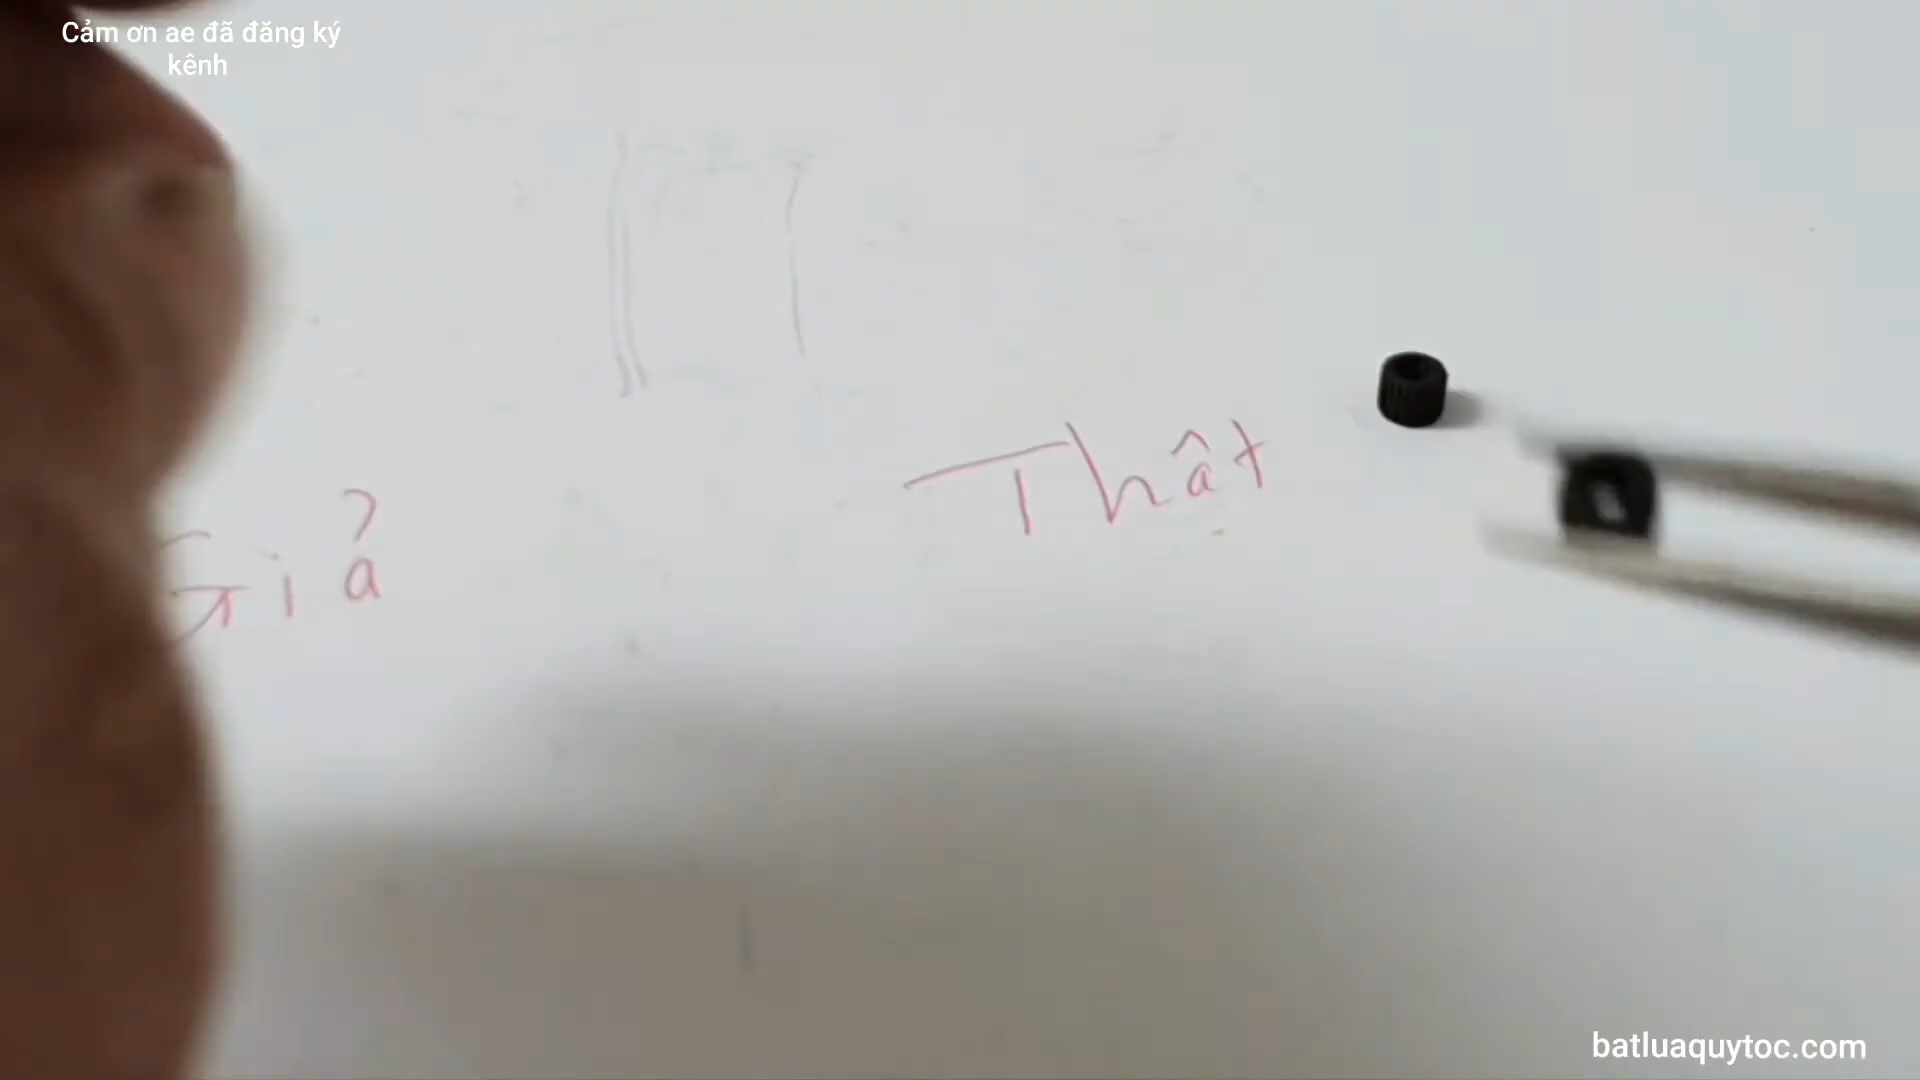 Cảm ơn ae đã đăng ký
kênh
Giả
Thật
batluaquytoc.com